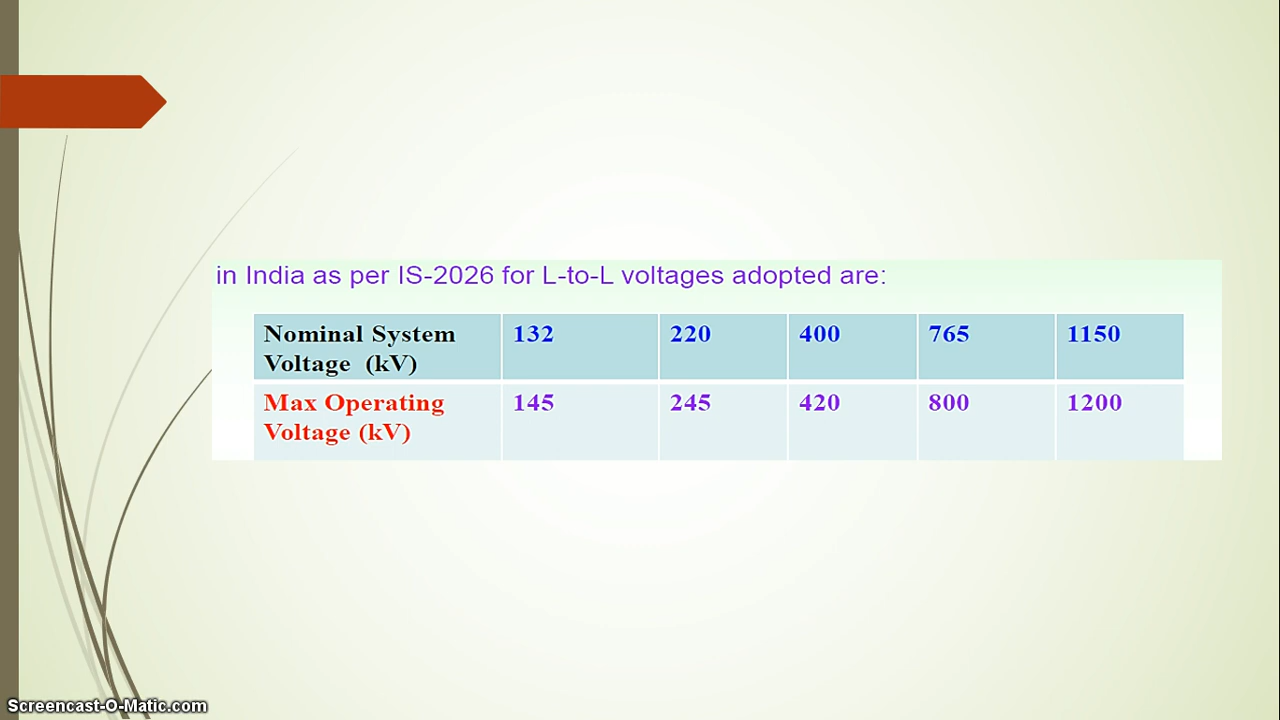 in India as per IS-2026 for L-to-L voltages adopted are:
Nominal System Voltage (kV) 132 220 400 765 1150
Max Operating Voltage (kV) 145 245 420 800 1200
Screencast-O-Matic.com